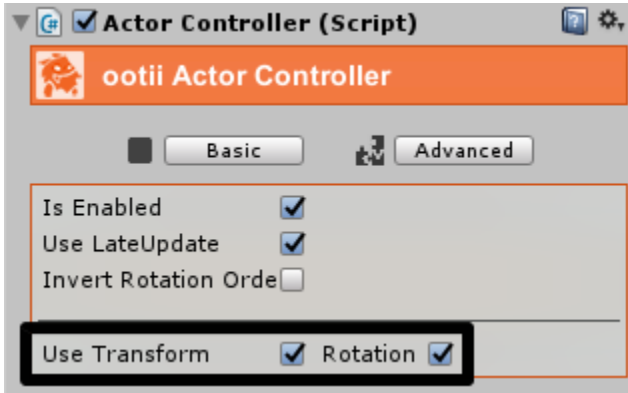 Actor Controller (Script)
ootii Actor Controller
Basic Advanced
Is Enabled
Use LateUpdate
Invert Rotation Orde
Use Transform Rotation